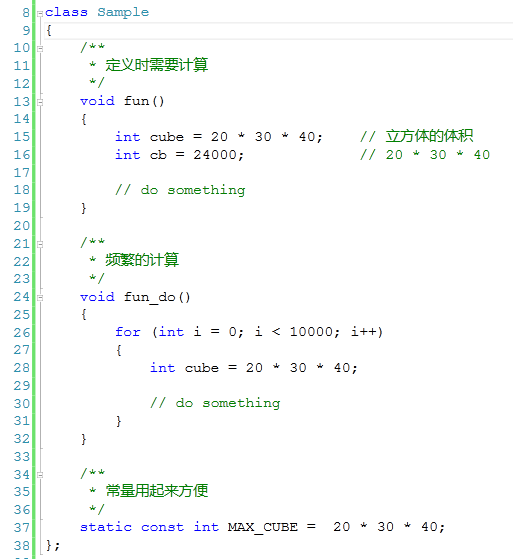 8 class Sample
9 {
10     /**
11      * 定义时需要计算
12      */
13     void fun()
14     {
15         int cube = 20 * 30 * 40;    // 立方体的体积
16         int cb = 24000;             // 20 * 30 * 40
17
18         // do something
19     }
20
21     /**
22      * 频繁的计算
23      */
24     void fun_do()
25     {
26         for (int i = 0; i < 10000; i++)
27         {
28             int cube = 20 * 30 * 40;
29
30             // do something
31         }
32     }
33
34     /**
35      * 常量用起来方便
36      */
37     static const int MAX_CUBE =  20 * 30 * 40;
38 };